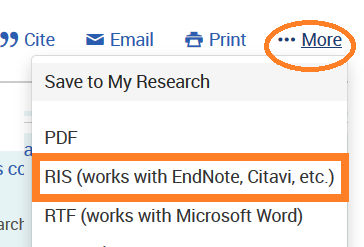 Cite Email Print ••• More
Save to My Research
PDF
RIS (works with EndNote, Citavi, etc.)
RTF (works with Microsoft Word)